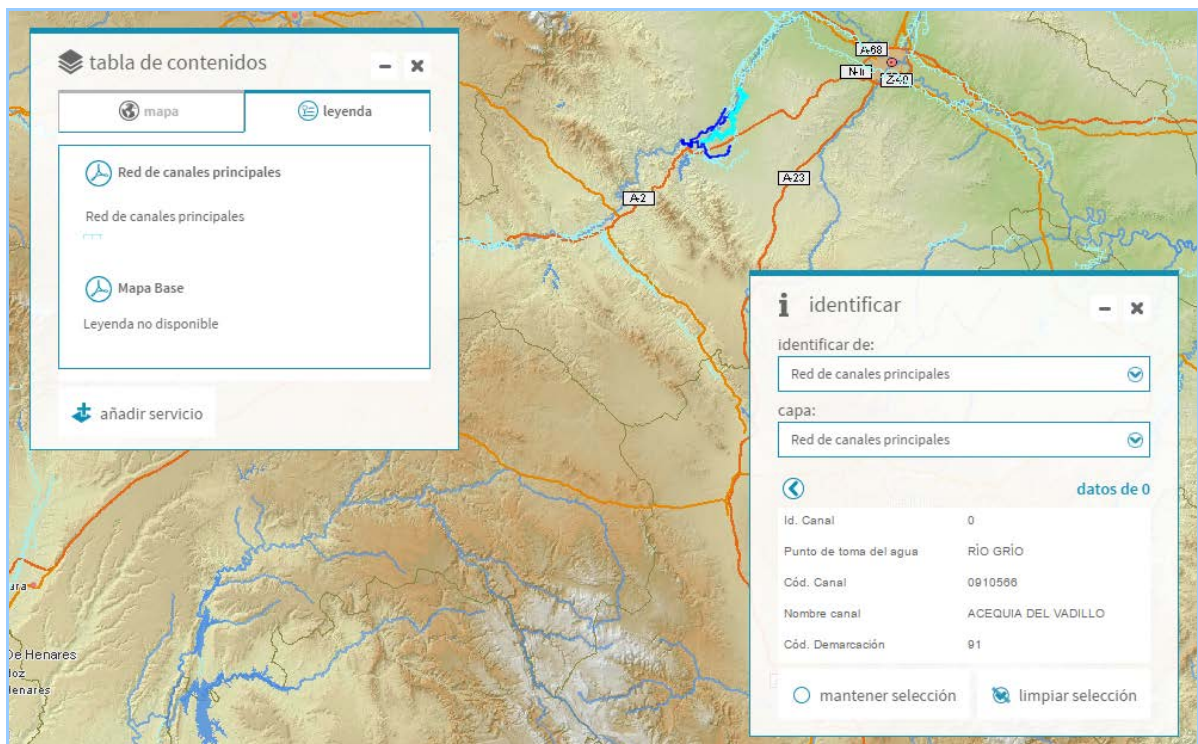 tabla de contenidos
mapa
leyenda
Red de canales principales
Red de canales principales
Mapa Base
Leyenda no disponible
añadir servicio
A-68
N-II
Z-40
A-23
A-2
ara
De Henares
loz
Henares
identificar
identificar de:
Red de canales principales
capa:
Red de canales principales
datos de 0
Id. Canal 0
Punto de toma del agua RÍO GRÍO
Cód. Canal 0910566
Nombre canal ACEQUIA DEL VADILLO
Cód. Demarcación 91
mantener selección
limpiar selección